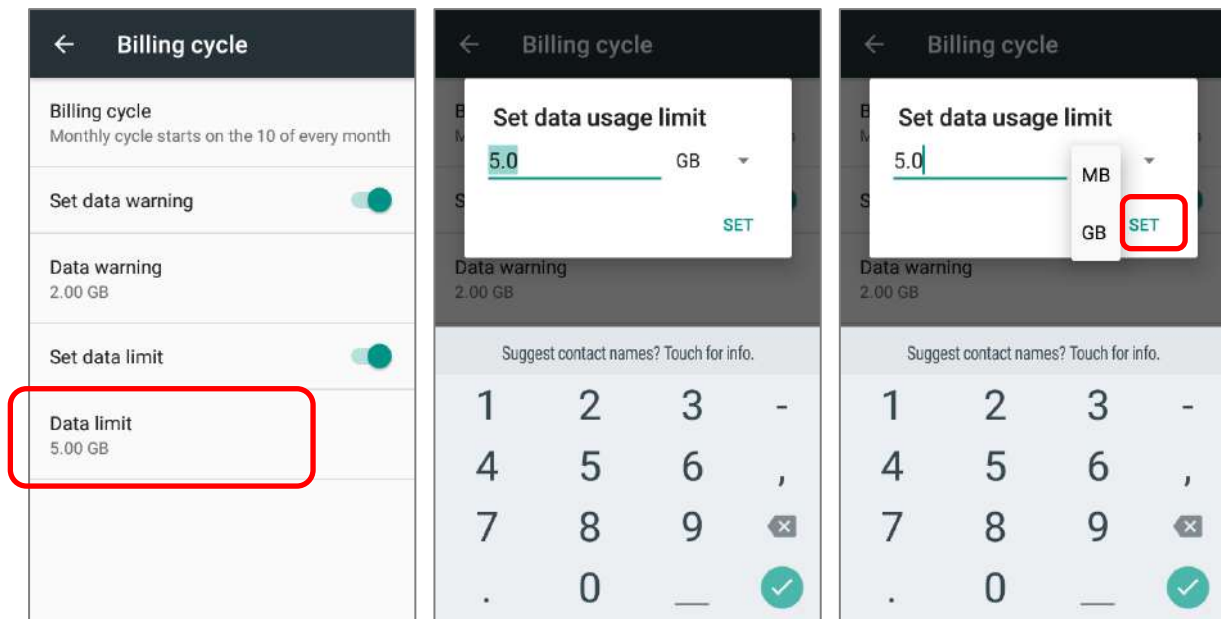 Billing cycle
Billing cycle
Monthly cycle starts on the 10 of every month
Set data warning
Data warning
2.00 GB
Set data limit
Data limit
5.00 GB
Billing cycle
B
M
Set data usage limit
5.0 GB
S
SET
Data warning
2.00 GB
Suggest contact names? Touch for info.
1 2 3 -
4 5 6 ,
7 8 9
. 0 _
Billing cycle
B
M
Set data usage limit
5.0
MB
S
GB SET
Data warning
2.00 GB
Suggest contact names? Touch for info.
1 2 3 -
4 5 6 ,
7 8 9
. 0 _